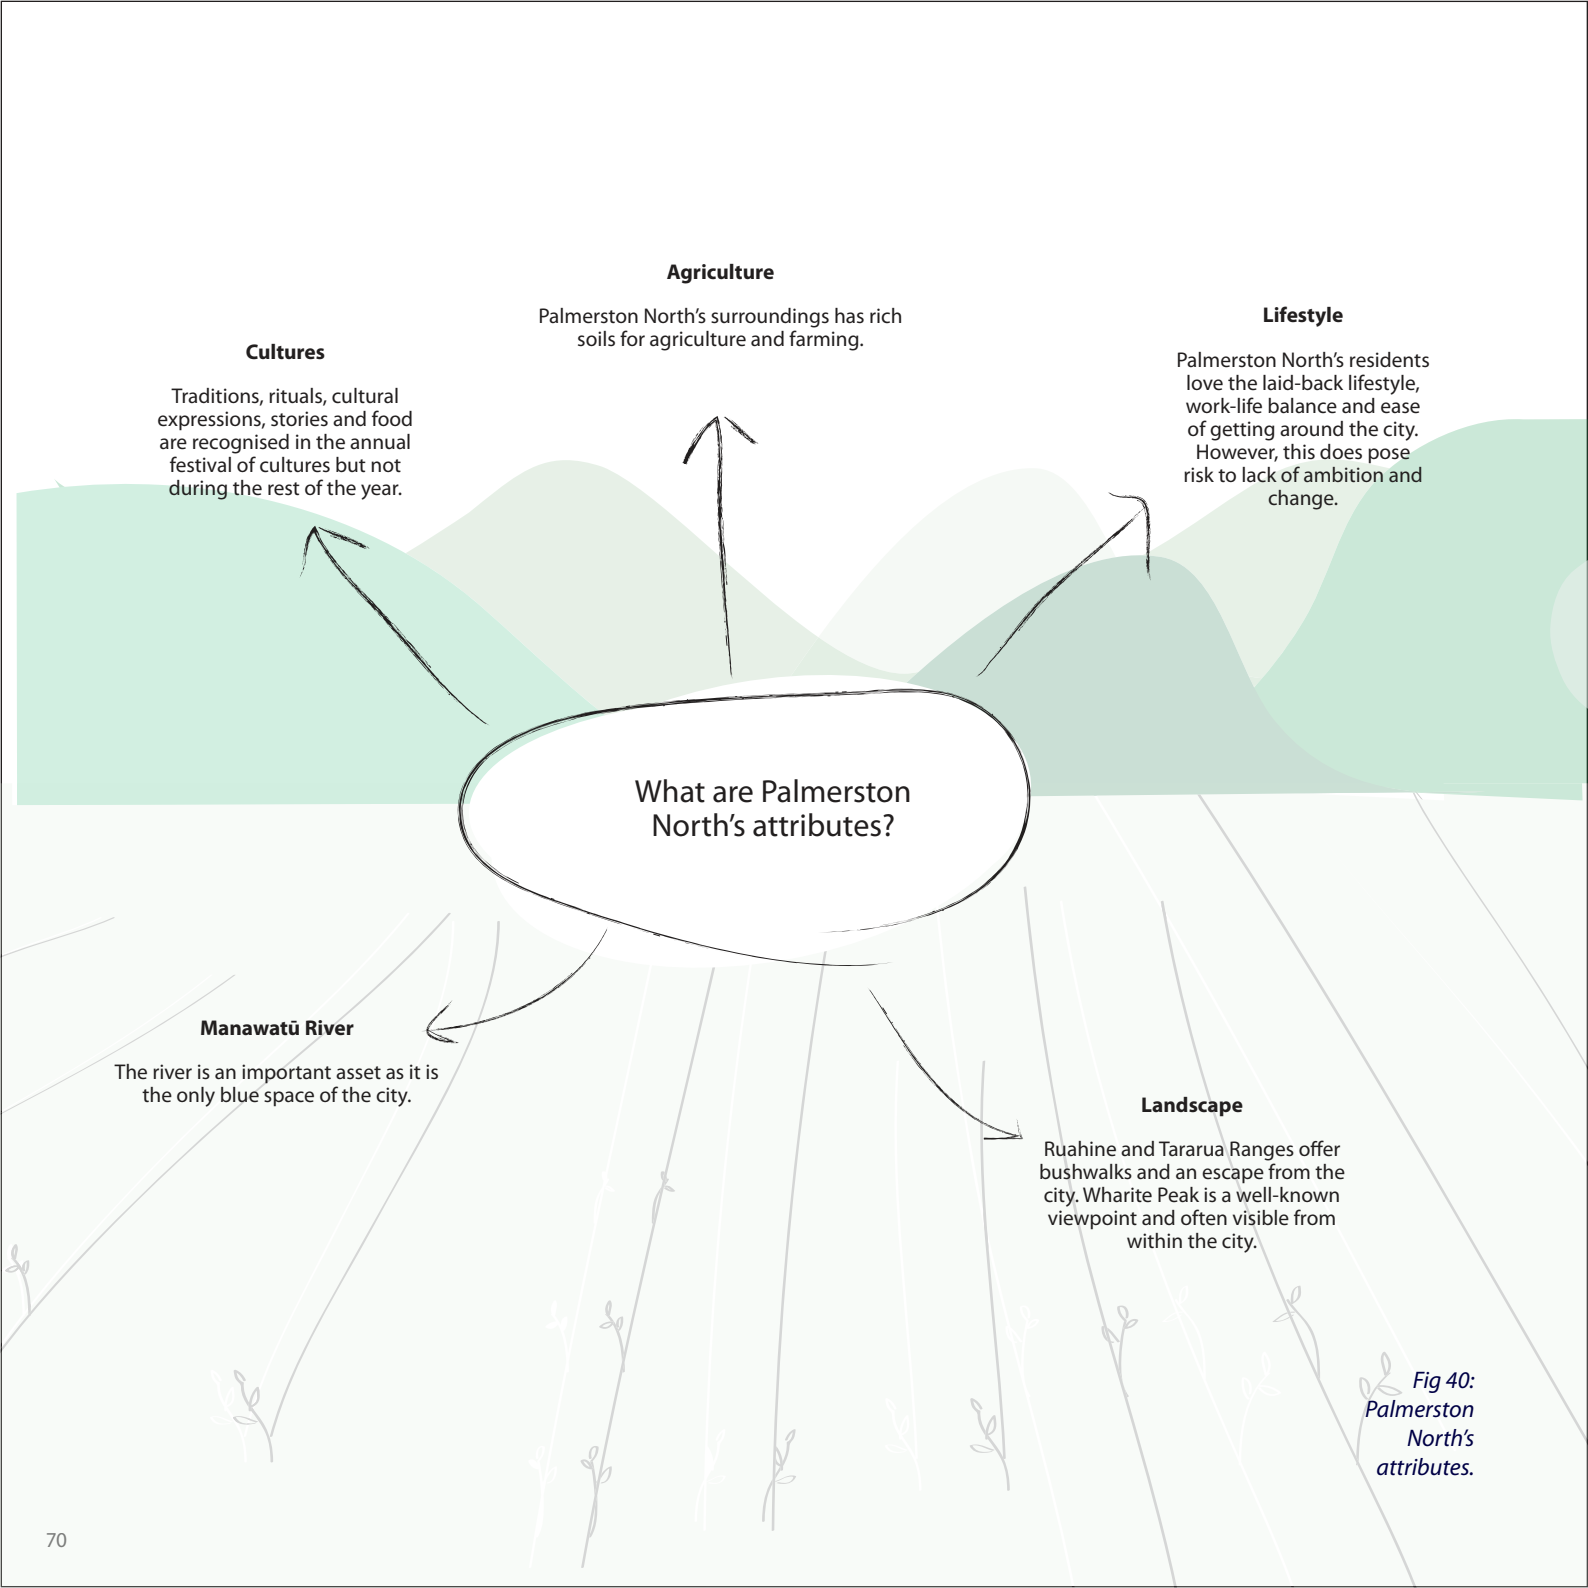 Agriculture
Palmerston North's surroundings has rich
soils for agriculture and farming.
Lifestyle
Palmerston North's residents
love the laid-back lifestyle,
work-life balance and ease
of getting around the city.
However, this does pose
risk to lack of ambition and
change.
Cultures
Traditions, rituals, cultural
expressions, stories and food
are recognised in the annual
festival of cultures but not
during the rest of the year.
What are Palmerston
North's attributes?
Manawatū River
The river is an important asset as it is
the only blue space of the city.
Landscape
Ruahine and Tararua Ranges offer
bushwalks and an escape from the
city. Wharite Peak is a well-known
viewpoint and often visible from
within the city.
Fig 40:
Palmerston
North's
attributes.
70